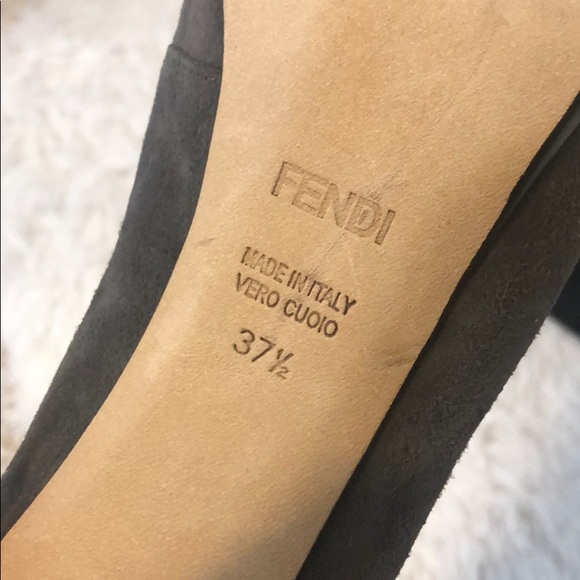 FENDI
MADE IN ITALY
VERO CUOIO
37½